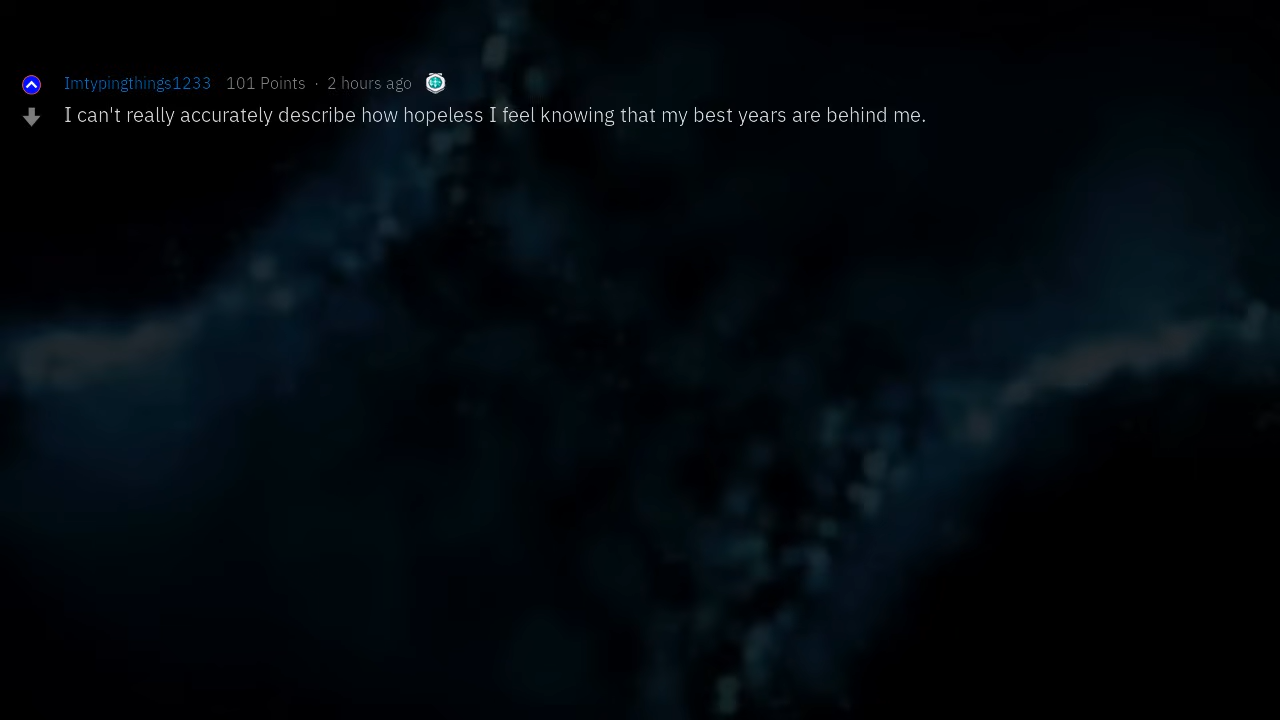 Imtypingthings1233 101 Points · 2 hours ago
I can't really accurately describe how hopeless I feel knowing that my best years are behind me.